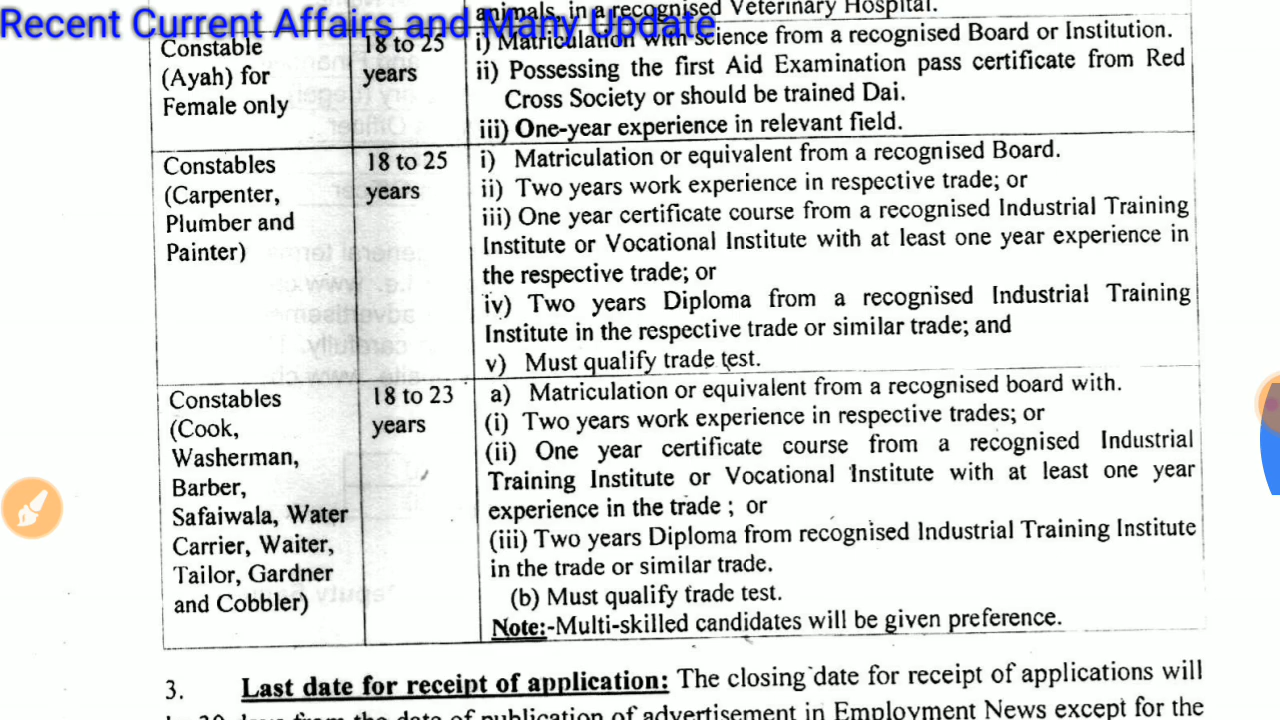 Recent Current Affairs and Many Update
animals, in a recognised Veterinary Hospital.
Constable
(Ayah) for
Female only
18 to 25
years
i) Matriculation with science from a recognised Board or Institution.
ii) Possessing the first Aid Examination pass certificate from Red
Cross Society or should be trained Dai.
iii) One-year experience in relevant field.
Constables
(Carpenter,
Plumber and
Painter)
18 to 25
years
i) Matriculation or equivalent from a recognised Board.
ii) Two years work experience in respective trade; or
iii) One year certificate course from a recognised Industrial Training
Institute or Vocational Institute with at least one year experience in
the respective trade; or
iv) Two years Diploma from a recognised Industrial Training
Institute in the respective trade or similar trade; and
v) Must qualify trade test.
Constables
(Cook,
Washerman,
Barber,
Safaiwala, Water
Carrier, Waiter,
Tailor, Gardner
and Cobbler)
18 to 23
years
a) Matriculation or equivalent from a recognised board with.
(i) Two years work experience in respective trades; or
(ii) One year certificate course from a recognised Industrial
Training Institute or Vocational Institute with at least one year
experience in the trade ; or
(iii) Two years Diploma from recognised Industrial Training Institute
in the trade or similar trade.
(b) Must qualify trade test.
Note:-Multi-skilled candidates will be given preference.
3. Last date for receipt of application: The closing date for receipt of applications will
30 days from the date of publication of advertisement in Employment News except for the